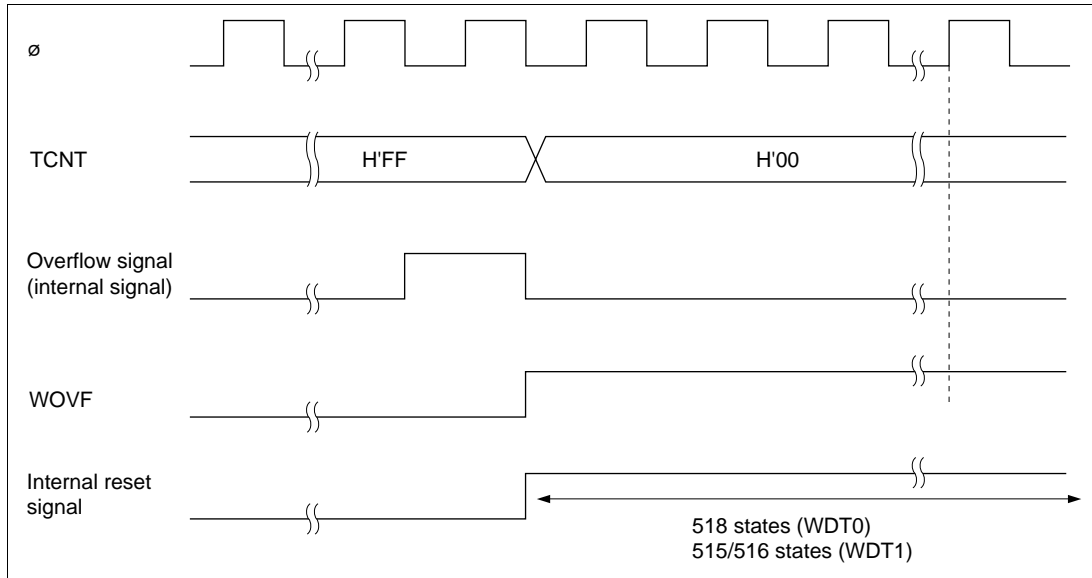 ø
TCNT
H'FF
H'00
Overflow signal
(internal signal)
WOVF
Internal reset
signal
518 states (WDT0)
515/516 states (WDT1)